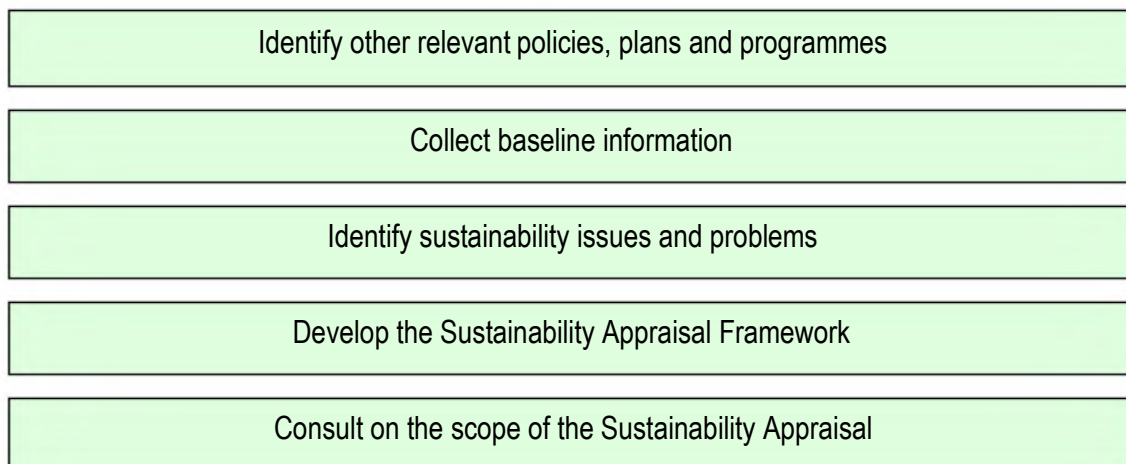 Identify other relevant policies, plans and programmes
Collect baseline information
Identify sustainability issues and problems
Develop the Sustainability Appraisal Framework
Consult on the scope of the Sustainability Appraisal